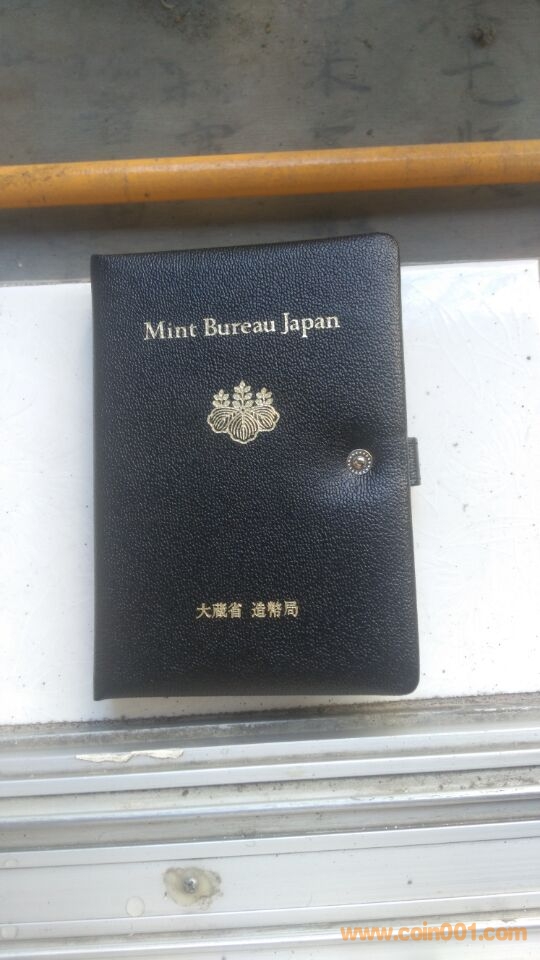 Mint Bureau Japan
大蔵省 造幣局
www.coin001.com